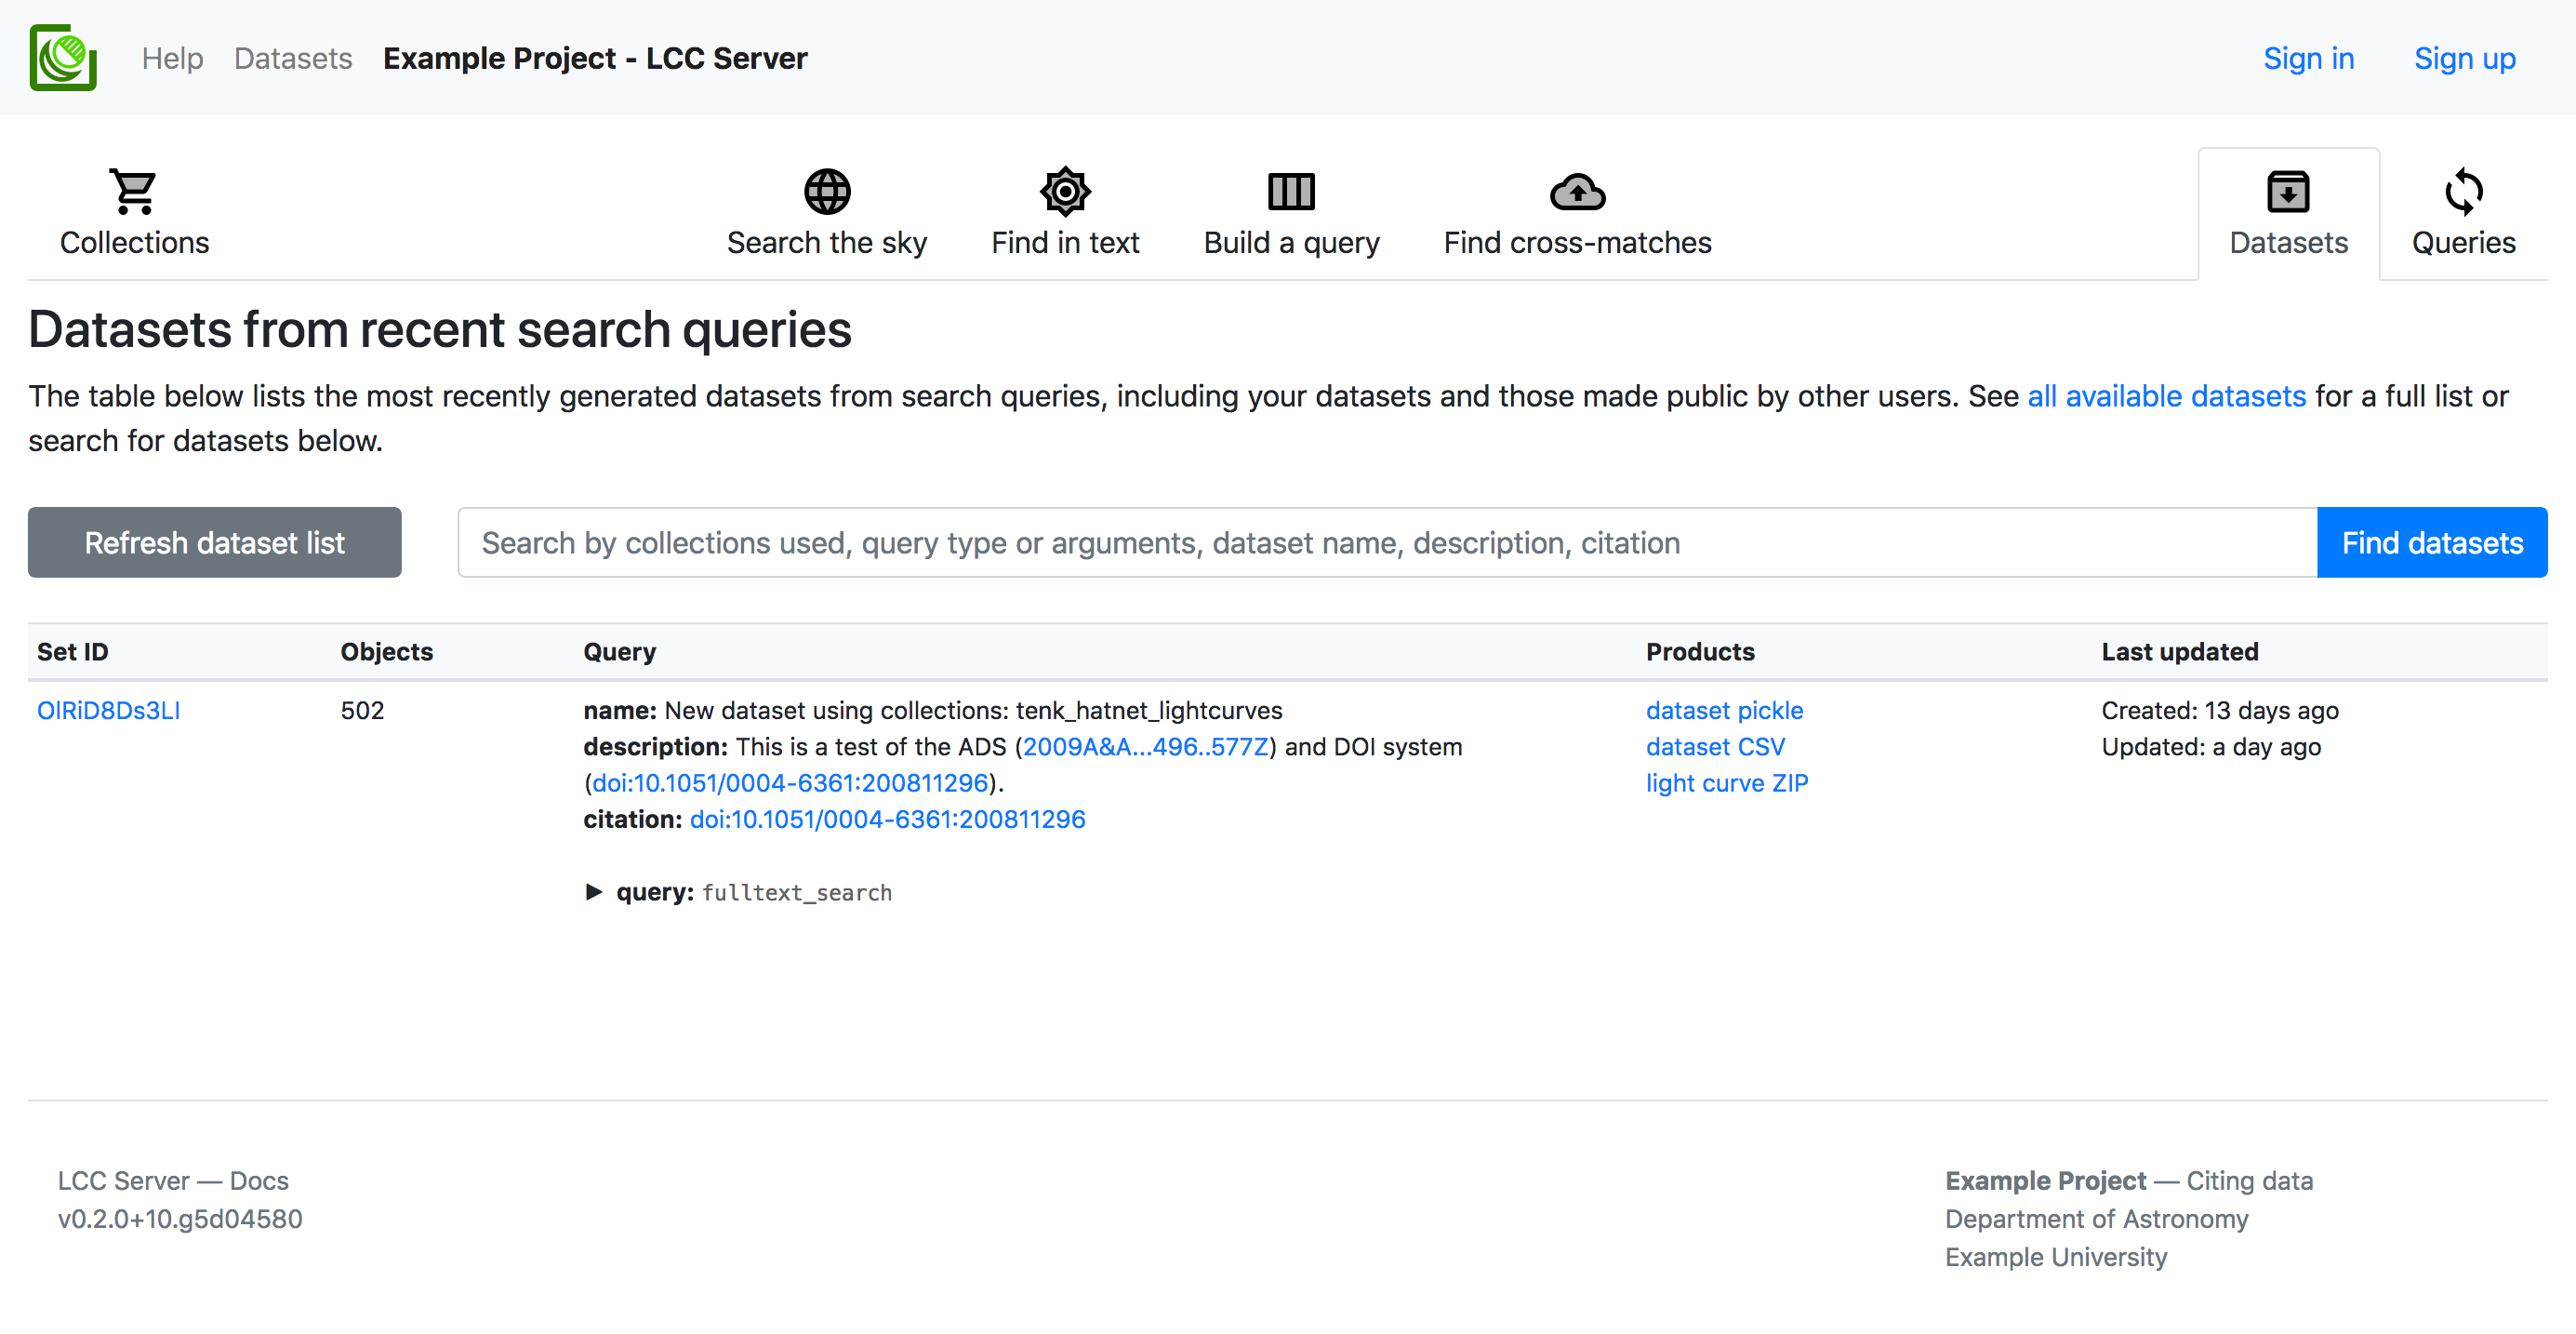 Help Datasets Example Project - LCC Server Sign in Sign up
Collections Search the sky Find in text Build a query Find cross-matches Datasets Queries
Datasets from recent search queries
The table below lists the most recently generated datasets from search queries, including your datasets and those made public by other users. See all available datasets for a full list or
search for datasets below.
Refresh dataset list Search by collections used, query type or arguments, dataset name, description, citation Find datasets
Set ID Objects Query Products Last updated
OlRiD8Ds3LI 502 name: New dataset using collections: tenk_hatnet_lightcurves dataset pickle Created: 13 days ago
description: This is a test of the ADS (2009A&A...496..577Z) and DOI system dataset CSV Updated: a day ago
(doi:10.1051/0004-6361:200811296). light curve ZIP
citation: doi:10.1051/0004-6361:200811296
▶ query: fulltext_search
LCC Server — Docs Example Project — Citing data
v0.2.0+10.g5d04580 Department of Astronomy
Example University